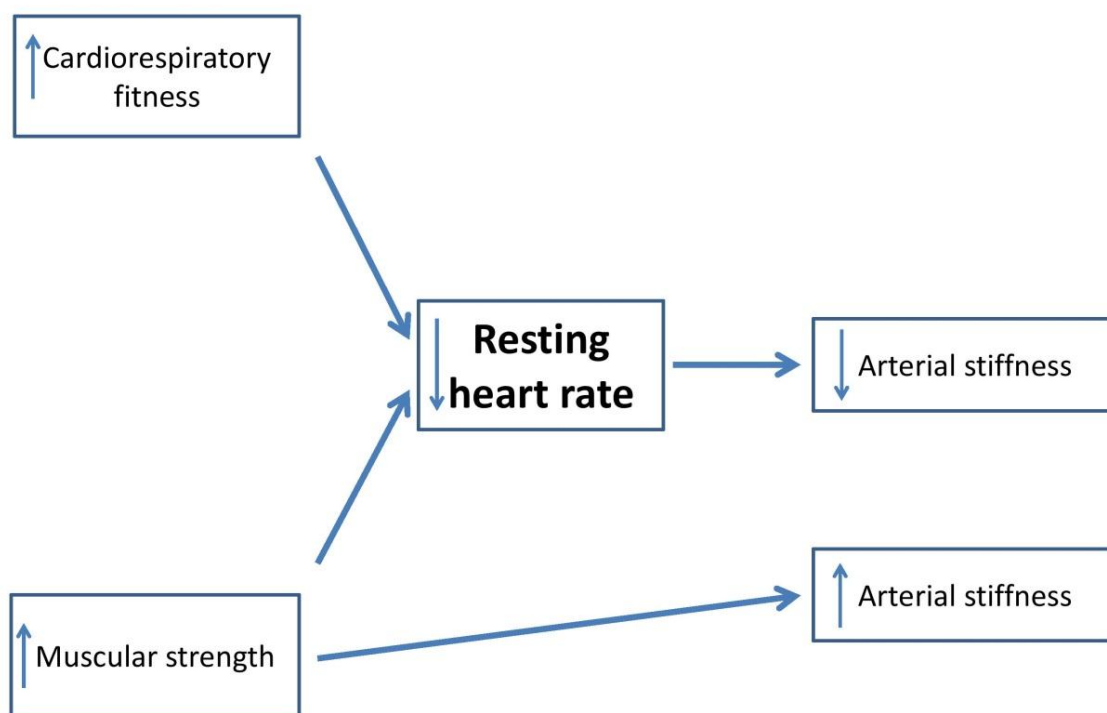 Cardiorespiratory
fitness
Resting
heart rate
Arterial stiffness
Arterial stiffness
Muscular strength